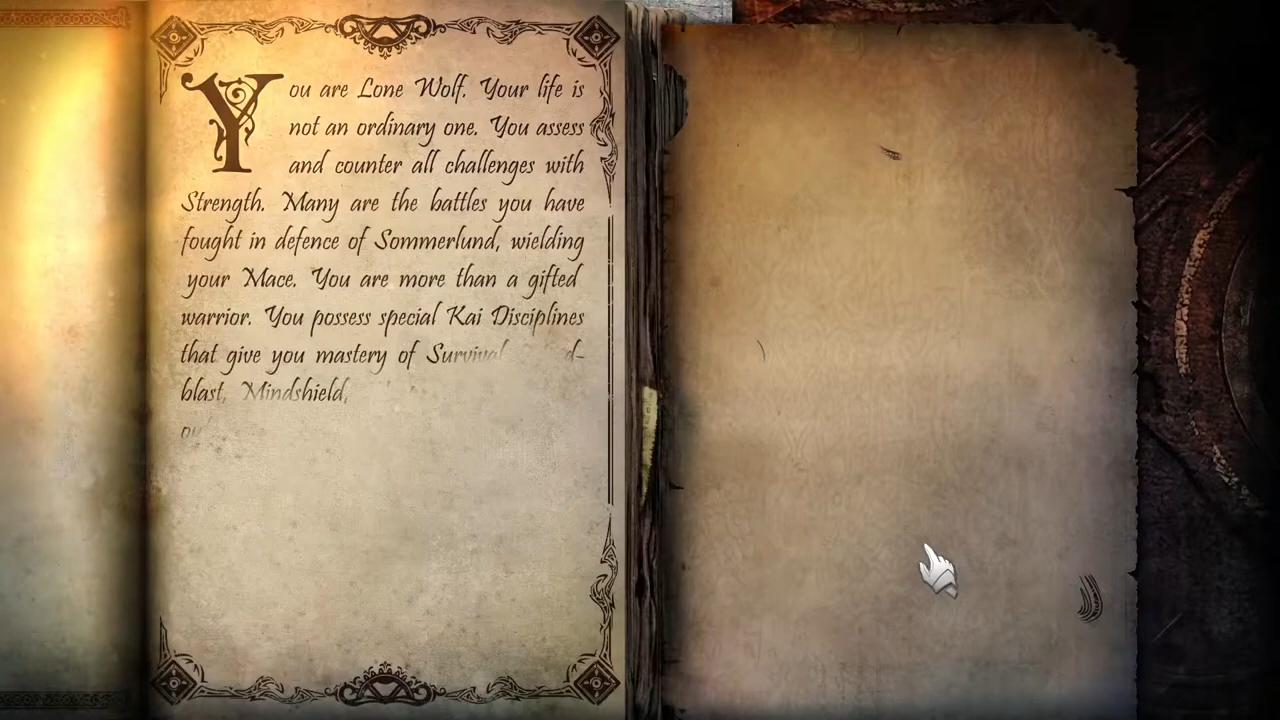 You are Lone Wolf. Your life is
not an ordinary one. You assess
and counter all challenges with
Strength. Many are the battles you have
fought in defence of Sommerlund, wielding
your Mace. You are more than a gifted
warrior. You possess special Kai Disciplines
that give you mastery of Survival
blast, Mindshield,